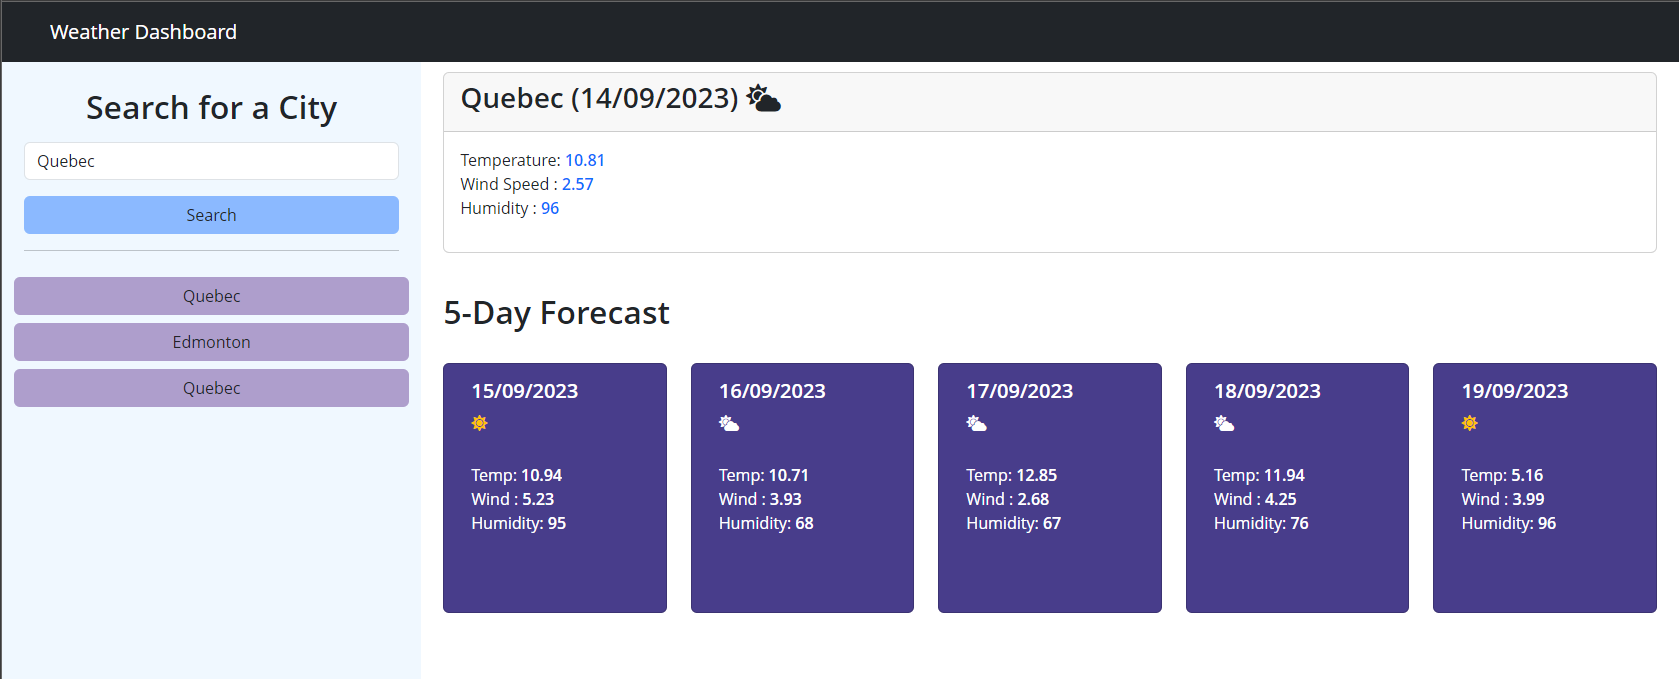 Weather Dashboard
Search for a City
Quebec
Search
Quebec
Edmonton
Quebec
Quebec (14/09/2023)
Temperature: 10.81
Wind Speed : 2.57
Humidity : 96
5-Day Forecast
15/09/2023
Temp: 10.94
Wind : 5.23
Humidity: 95
16/09/2023
Temp: 10.71
Wind : 3.93
Humidity: 68
17/09/2023
Temp: 12.85
Wind : 2.68
Humidity: 67
18/09/2023
Temp: 11.94
Wind : 4.25
Humidity: 76
19/09/2023
Temp: 5.16
Wind : 3.99
Humidity: 96